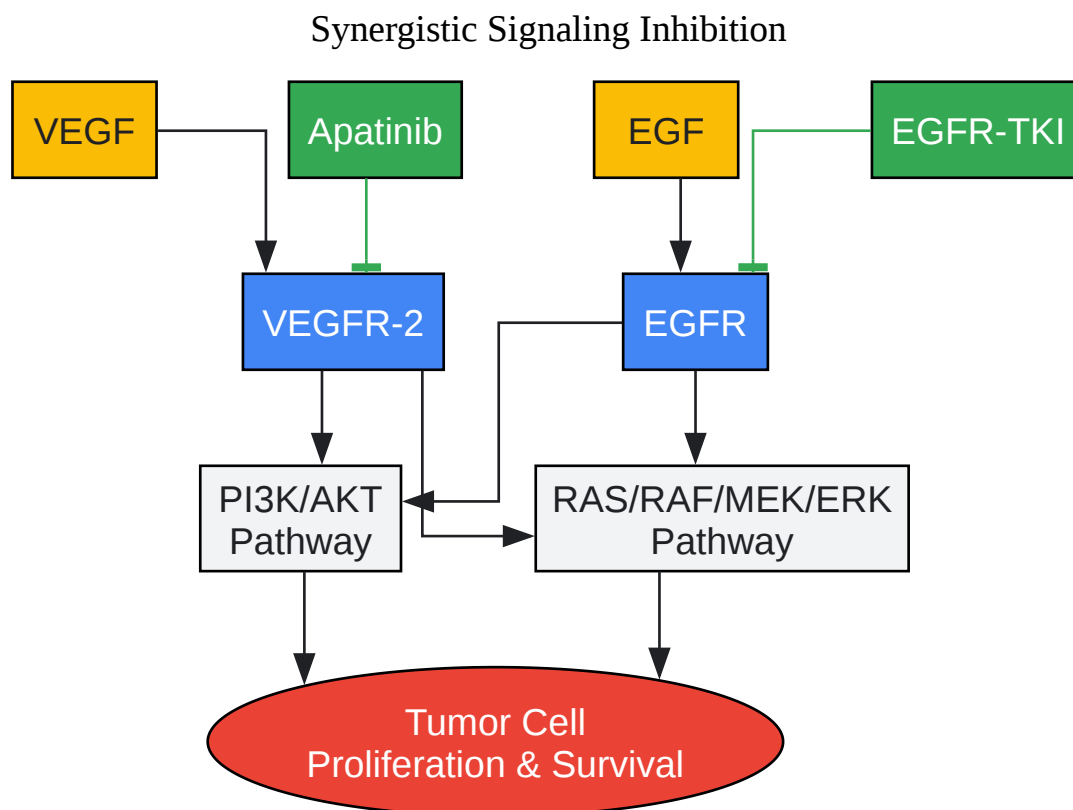 Synergistic Signaling Inhibition
VEGF
Apatinib
EGF
EGFR-TKI
VEGFR-2
EGFR
PI3K/AKT
Pathway
RAS/RAF/MEK/ERK
Pathway
Tumor Cell
Proliferation & Survival